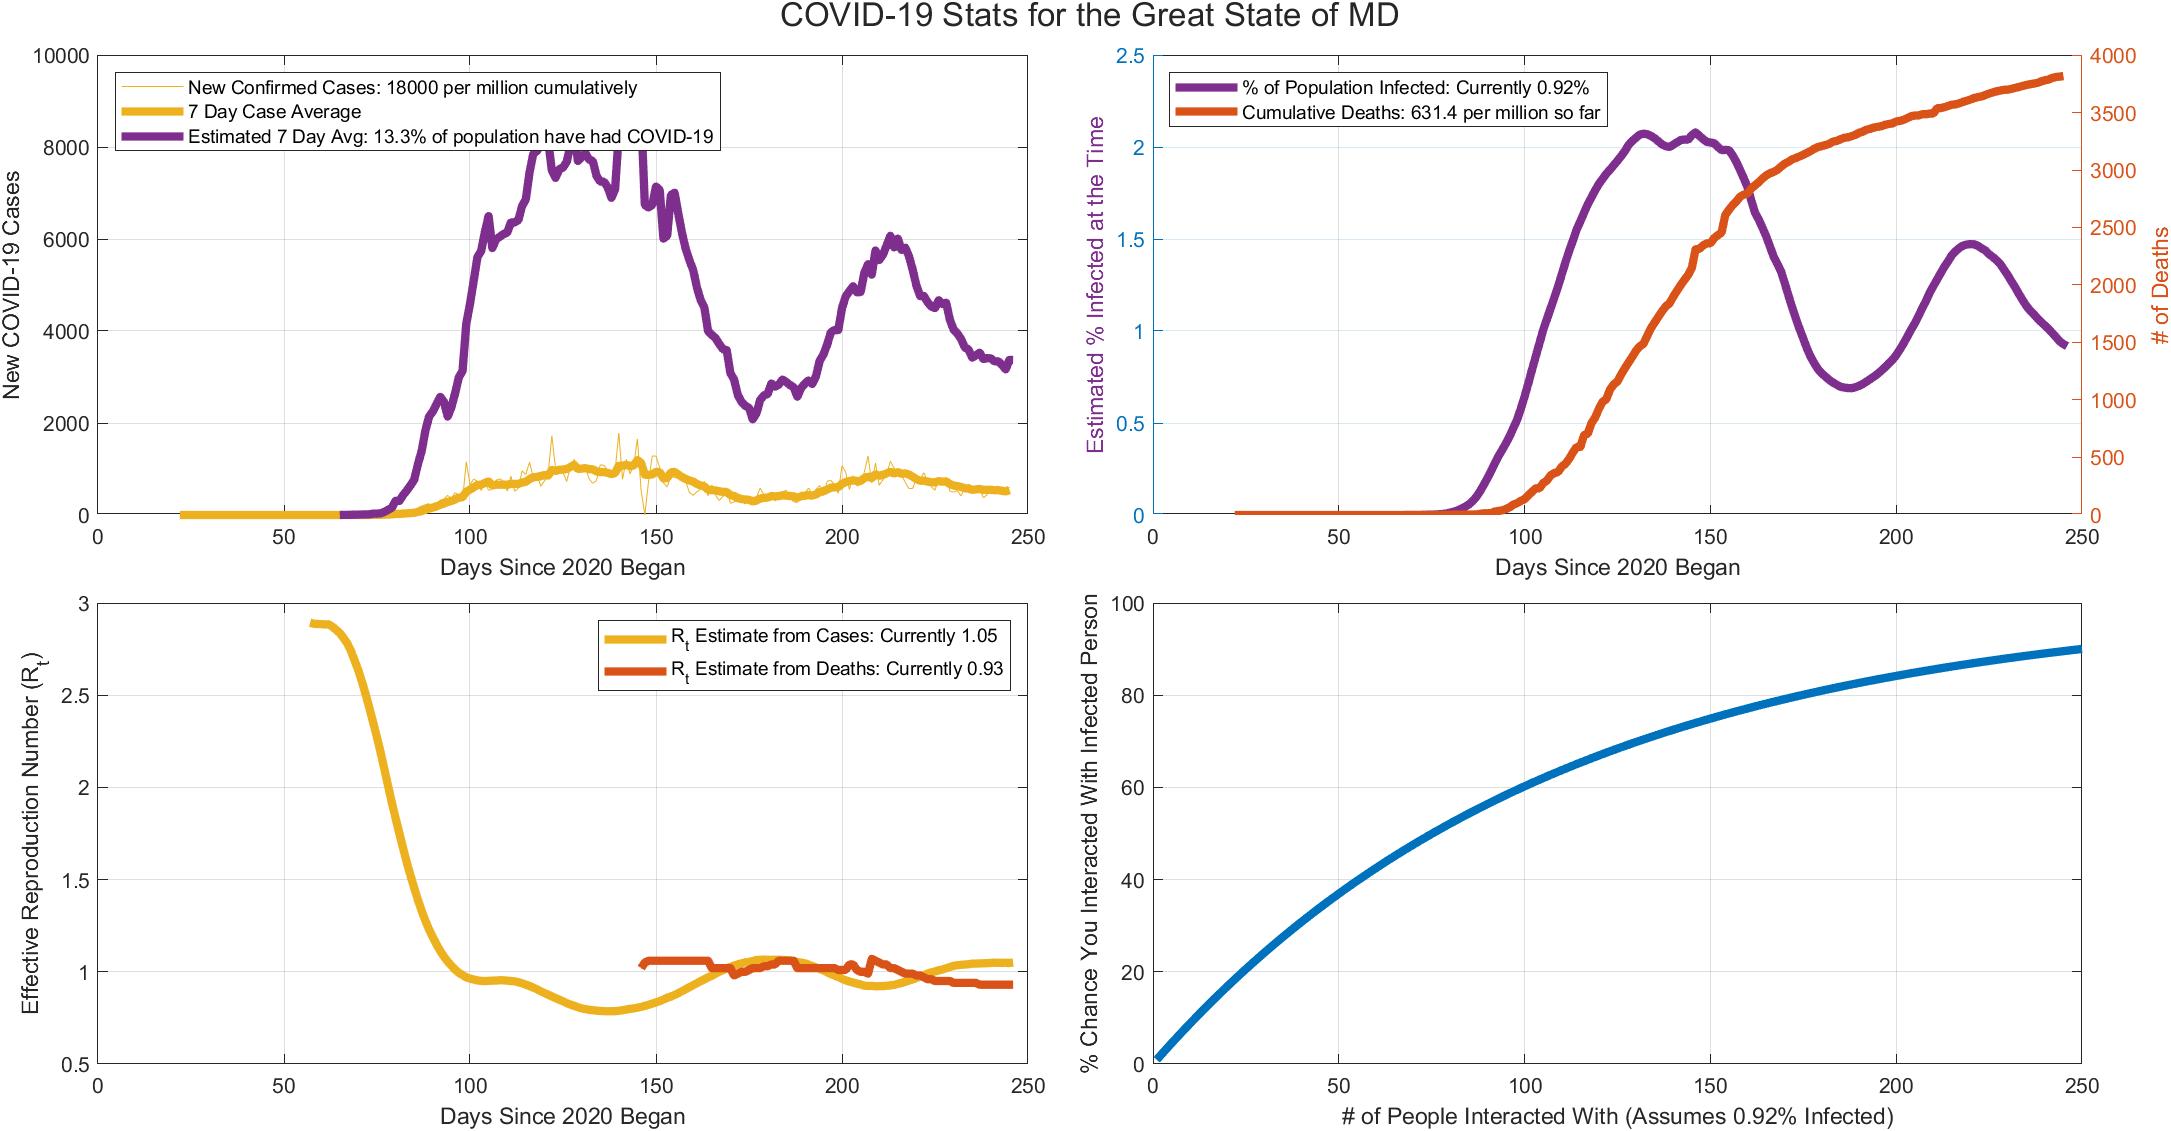 COVID-19 Stats for the Great State of MD
New COVID-19 Cases
10000
8000
6000
4000
2000
0
New Confirmed Cases: 18000 per million cumulatively
7 Day Case Average
Estimated 7 Day Avg: 13.3% of population have had COVID-19
0 50 100 150 200 250
Days Since 2020 Began
Estimated % Infected at the Time
2.5
2
1.5
1
0.5
0
% of Population Infected: Currently 0.92%
Cumulative Deaths: 631.4 per million so far
4000
3500
3000
2500
2000
1500
1000
500
0
# of Deaths
0 50 100 150 200 250
Days Since 2020 Began
Effective Reproduction Number (Rt)
3
2.5
2
1.5
1
0.5
Rt Estimate from Cases: Currently 1.05
Rt Estimate from Deaths: Currently 0.93
0 50 100 150 200 250
Days Since 2020 Began
% Chance You Interacted With Infected Person
100
80
60
40
20
0
0 50 100 150 200 250
# of People Interacted With (Assumes 0.92% Infected)